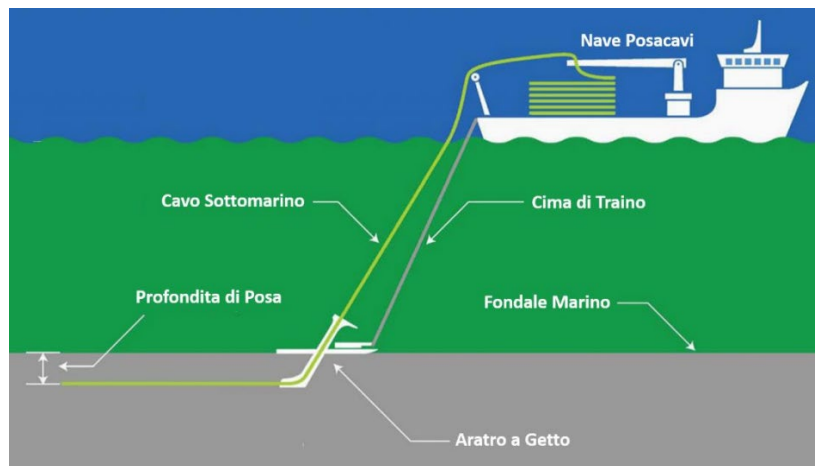 Nave Posacavi
Cavo Sottomarino
Cima di Traino
Profondita di Posa
Fondale Marino
Aratro a Getto